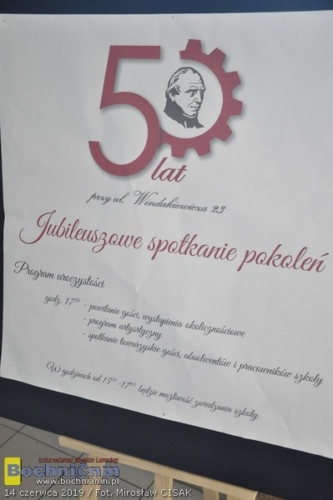 50
lat
przy ul. Windakiewicza 23
Jubileuszowe spotkanie pokoleń
Program uroczystości
godz. 17⁰⁰ - powitanie gości, wystąpienia okolicznościowe
- program artystyczny
- spotkanie towarzyskie gości, absolwentów i pracowników szkoły
W godzinach od 15⁰⁰-17⁰⁰ będzie możliwość zwiedzania szkoły
BochniaNin
www.bochnianin.pl
14 czerwca 2019 / Fot. Mirosław CISAK